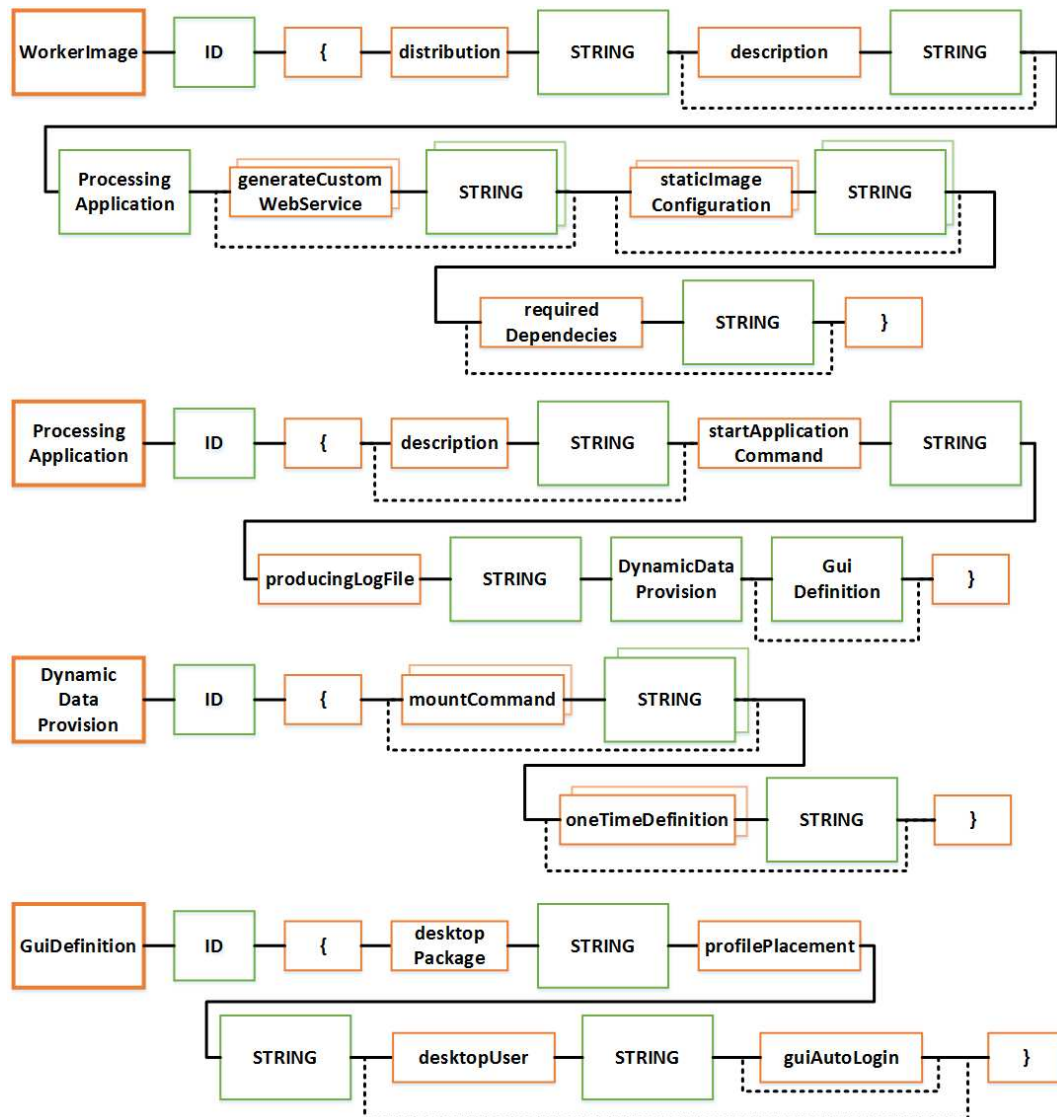 WorkerImage ID { distribution STRING description STRING
Processing
Application
generateCustom
WebService
STRING
staticImage
Configuration
STRING
required
Dependecies
STRING
}
Processing
Application
ID
{
description
STRING
startApplication
Command
STRING
producingLogFile
STRING
DynamicData
Provision
Gui
Definition
}
Dynamic
Data
Provision
ID
{
mountCommand
STRING
oneTimeDefinition
STRING
}
GuiDefinition
ID
{
desktop
Package
STRING
profilePlacement
STRING
desktopUser
STRING
guiAutoLogin
}